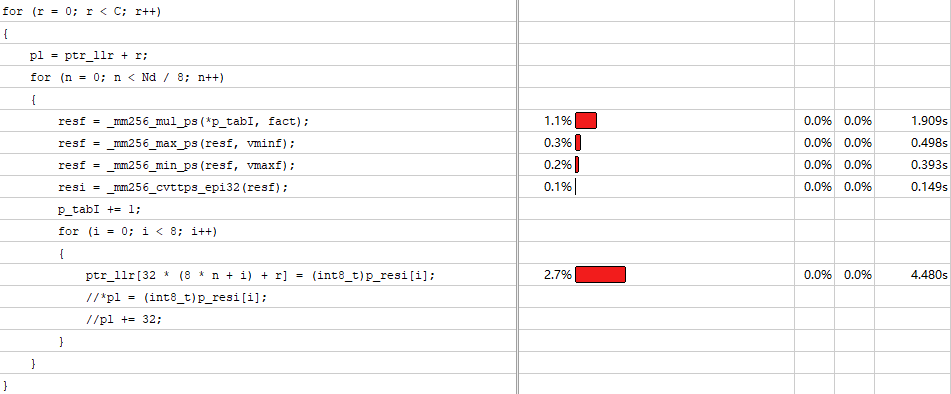 for (r = 0; r < C; r++)
{
pl = ptr_llr + r;
for (n = 0; n < Nd / 8; n++)
{
resf = _mm256_mul_ps(*p_tabI, fact); 1.1% 0.0% 0.0% 1.909s
resf = _mm256_max_ps(resf, vminf); 0.3% 0.0% 0.0% 0.498s
resf = _mm256_min_ps(resf, vmaxf); 0.2% 0.0% 0.0% 0.393s
resi = _mm256_cvttps_epi32(resf); 0.1% 0.0% 0.0% 0.149s
p_tabI += 1;
for (i = 0; i < 8; i++)
{
ptr_llr[32 * (8 * n + i) + r] = (int8_t)p_resi[i]; 2.7% 0.0% 0.0% 4.480s
//*pl = (int8_t)p_resi[i];
//pl += 32;
}
}
}